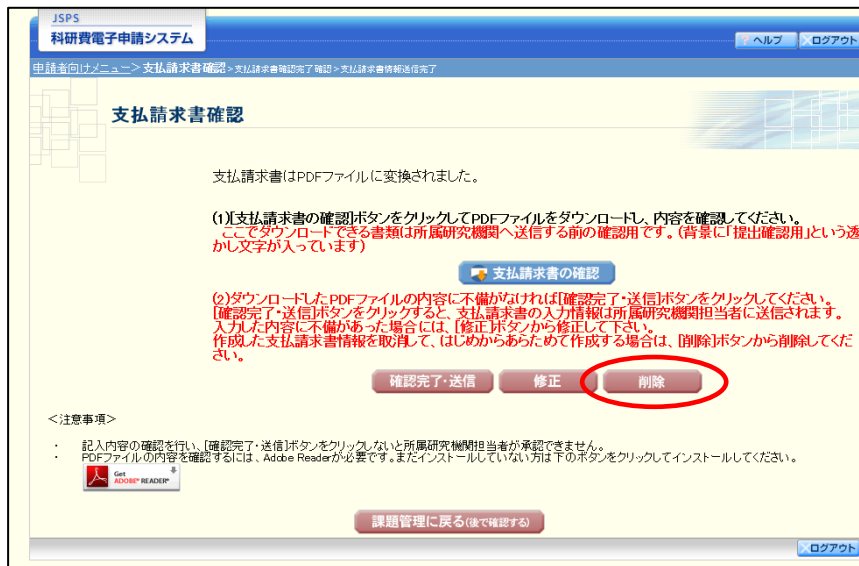 JSPS
科研費電子申請システム
ヘルプ
ログアウト
申請者向けメニュー>支払請求書確認>支払請求書確認完了確認>支払請求書情報送信完了
支払請求書確認
支払請求書はPDFファイルに変換されました。
(1)[支払請求書の確認]ボタンをクリックしてPDFファイルをダウンロードし、内容を確認してください。
ここでダウンロードできる書類は所属研究機関へ送信する前の確認用です。(背景に「提出確認用」という透
かし文字が入っています)
支払請求書の確認
(2)ダウンロードしたPDFファイルの内容に不備がなければ[確認完了・送信]ボタンをクリックしてください。
[確認完了・送信]ボタンをクリックすると、支払請求書の入力情報は所属研究機関担当者に送信されます。
入力した内容に不備があった場合には、[修正]ボタンから修正して下さい。
作成した支払請求書情報を取消して、はじめからあらためて作成する場合は、[削除]ボタンから削除してくだ
さい。
確認完了・送信
修正
削除
<注意事項>
・ 記入内容の確認を行い、[確認完了・送信]ボタンをクリックしないと所属研究機関担当者が承認できません。
・ PDFファイルの内容を確認するには、Adobe Readerが必要です。まだインストールしていない方は下のボタンをクリックしてインストールしてください。
Get
ADOBE® READER®
課題管理に戻る(後で確認する)
ログアウト